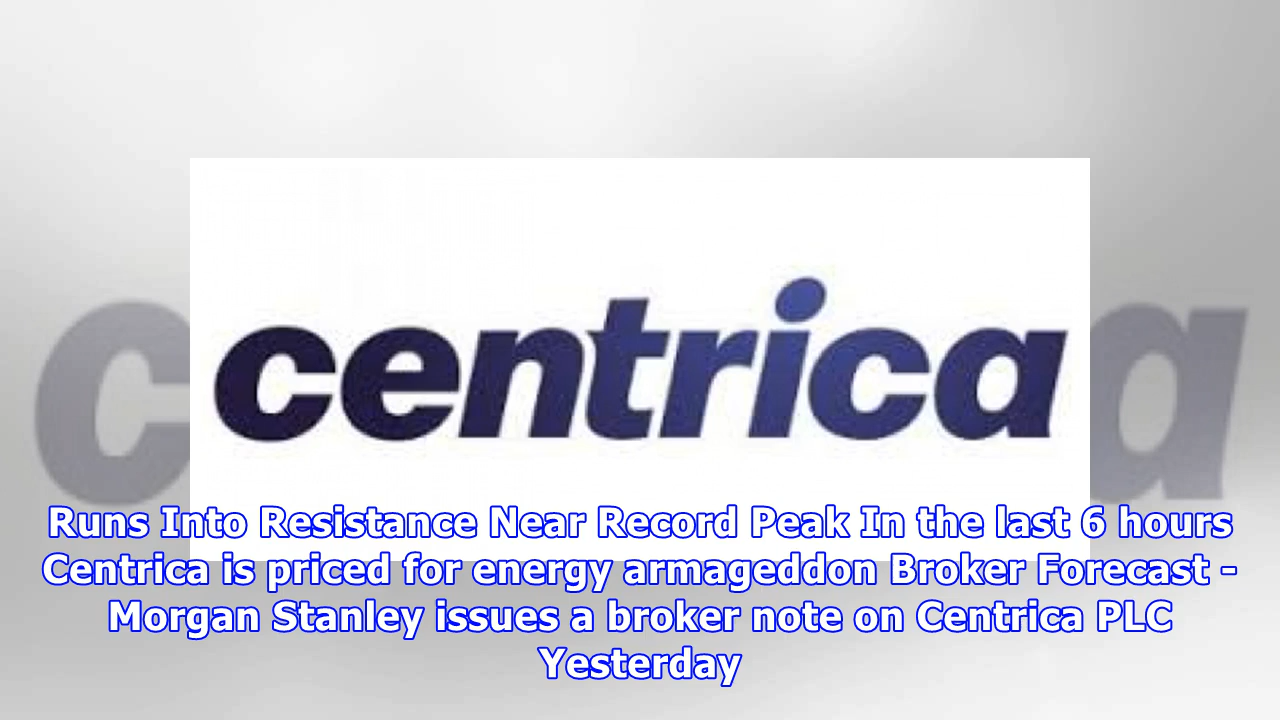 centrica
Runs Into Resistance Near Record Peak In the last 6 hours
Centrica is priced for energy armageddon Broker Forecast -
Morgan Stanley issues a broker note on Centrica PLC
Yesterday